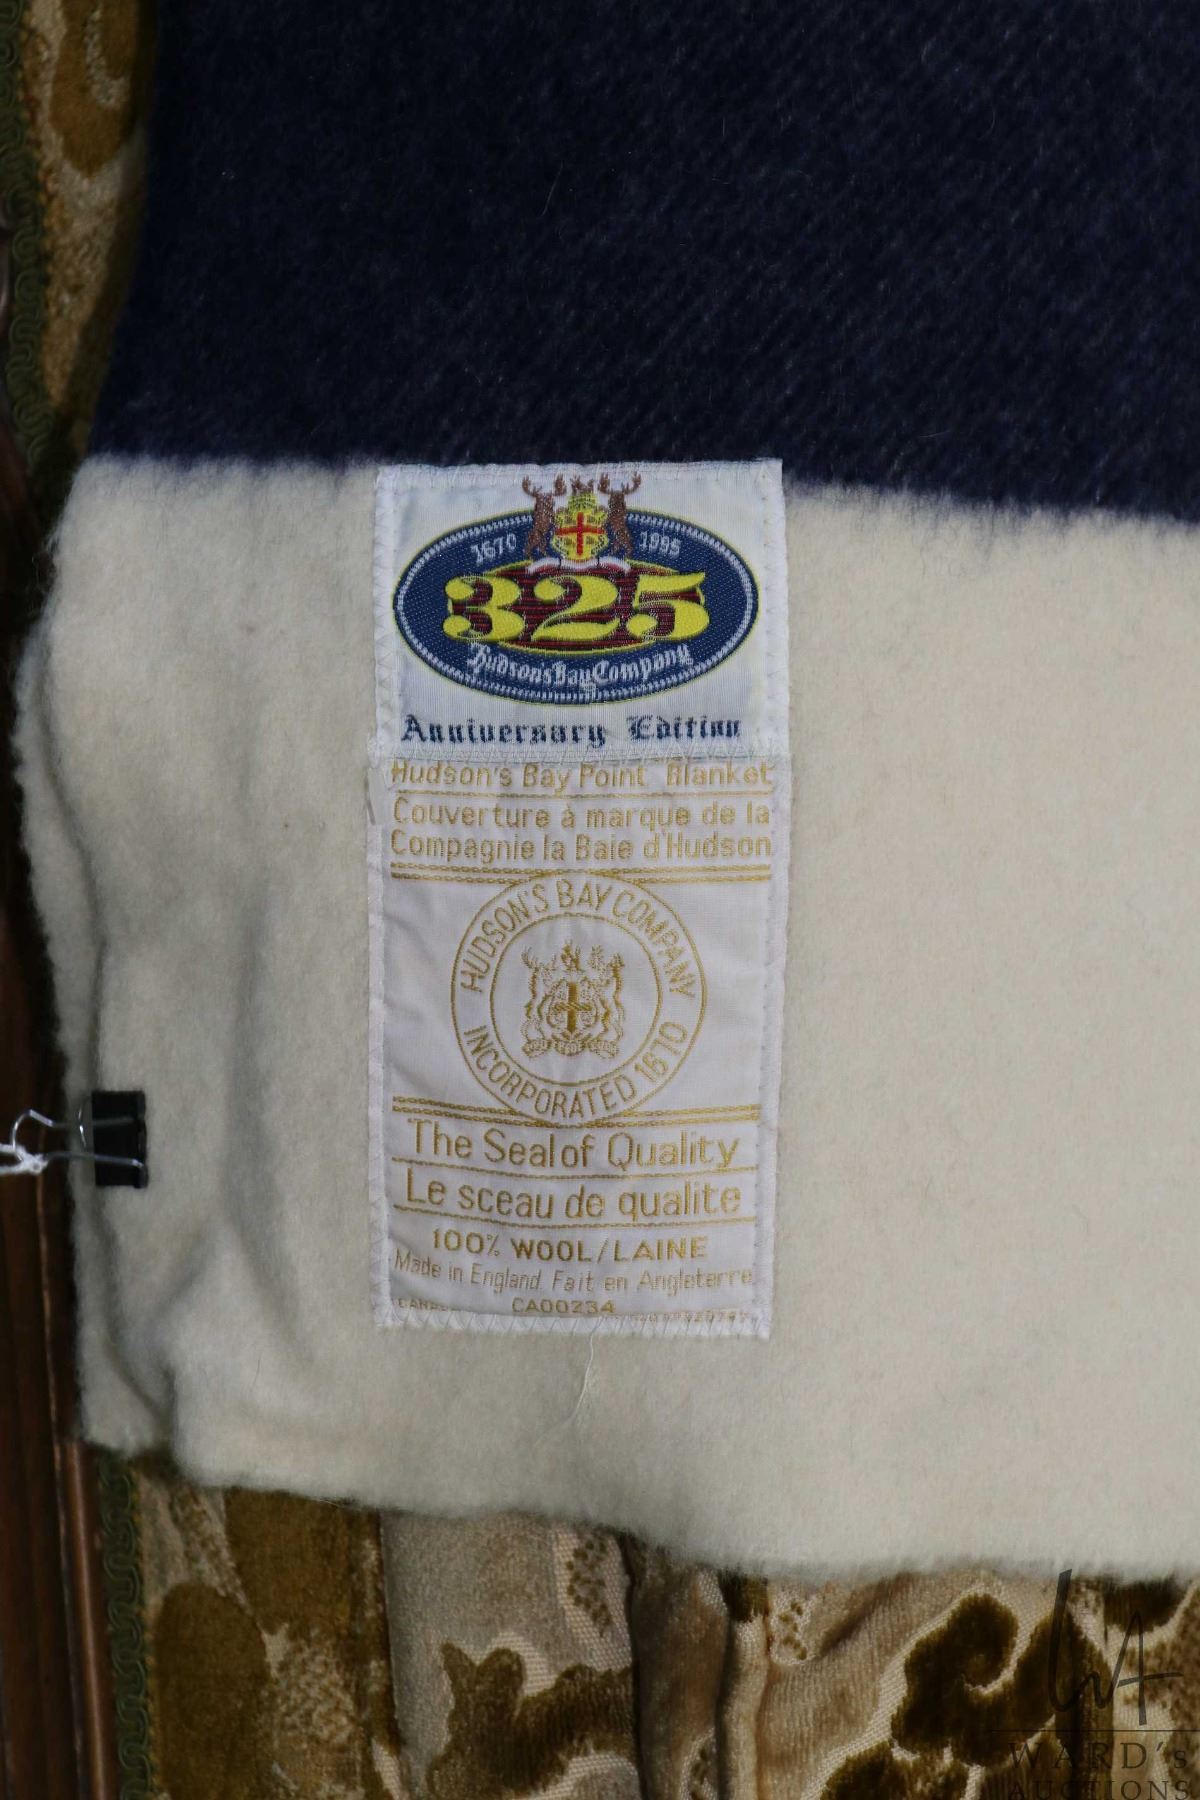 1670 1995
325
Hudson's Bay Company
Anniversary Edition
Hudson's Bay Point Blanket
Couverture à marque de la
Compagnie la Baie d'Hudson
HUDSON'S BAY COMPANY
INCORPORATED 1670
The Seal of Quality
Le sceau de qualite
100% WOOL/LAINE
Made in England. Fait en Angleterre
CA00234
WA
WARD's
AUCTIONS